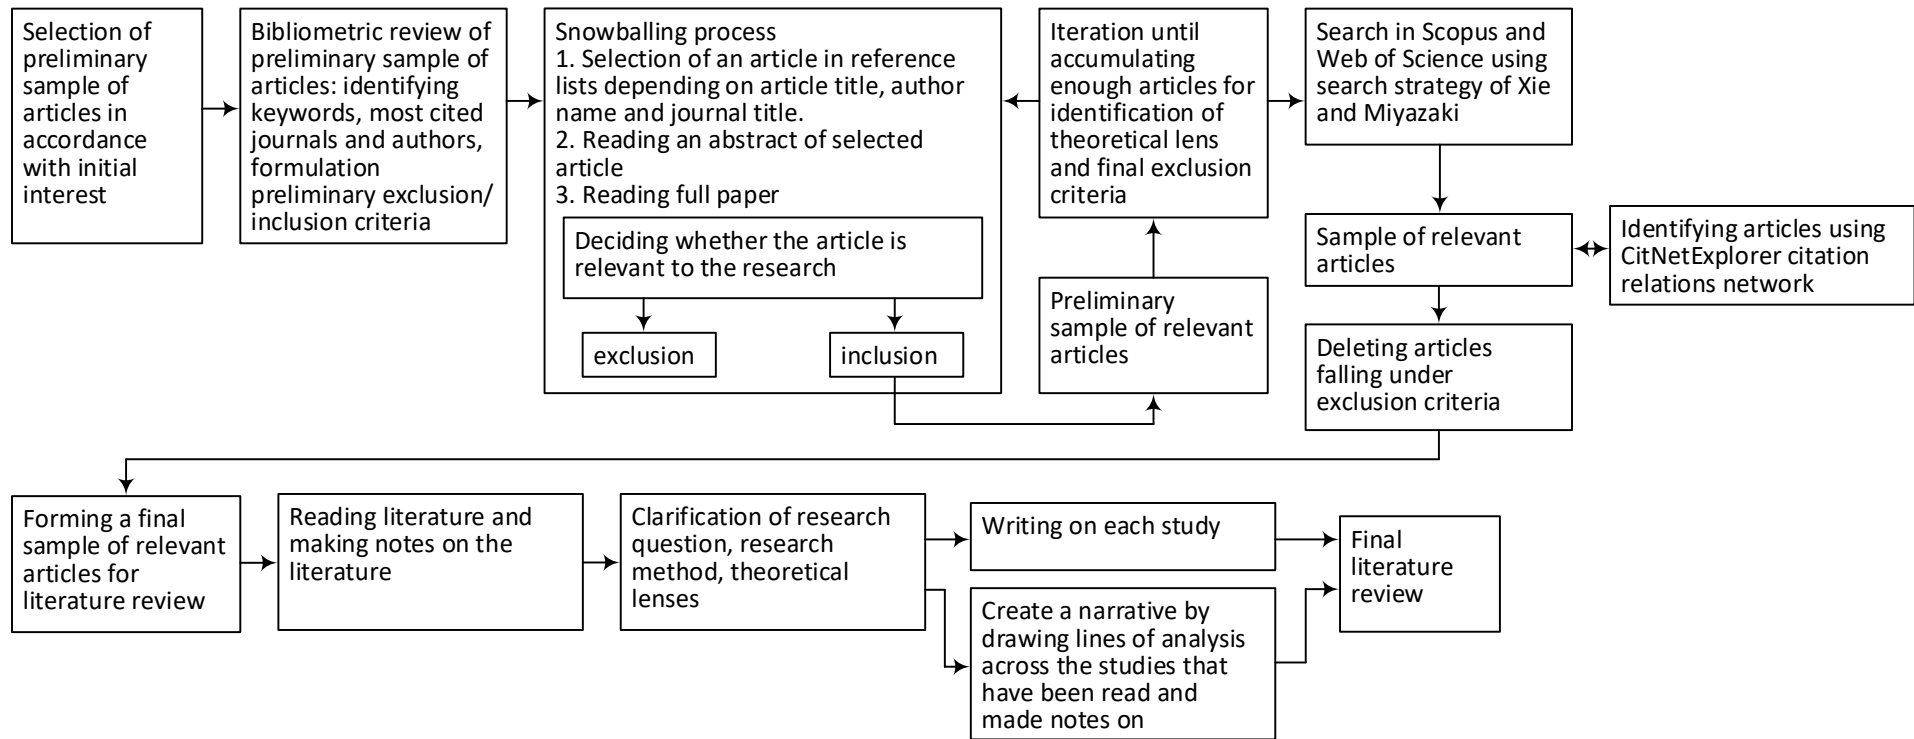 Selection of
preliminary
sample of
articles in
accordance
with initial
interest
Bibliometric review of
preliminary sample of
articles: identifying
keywords, most cited
journals and authors,
formulation
preliminary exclusion/
inclusion criteria
Snowballing process
1. Selection of an article in reference
lists depending on article title, author
name and journal title.
2. Reading an abstract of selected
article
3. Reading full paper
Deciding whether the article is
relevant to the research
exclusion
inclusion
Iteration until
accumulating
enough articles for
identification of
theoretical lens
and final exclusion
criteria
Preliminary
sample of relevant
articles
Search in Scopus and
Web of Science using
search strategy of Xie
and Miyazaki
Sample of relevant
articles
Identifying articles using
CitNetExplorer citation
relations network
Deleting articles
falling under
exclusion criteria
Forming a final
sample of relevant
articles for
literature review
Reading literature and
making notes on the
literature
Clarification of research
question, research
method, theoretical
lenses
Writing on each study
Create a narrative by
drawing lines of analysis
across the studies that
have been read and
made notes on
Final
literature
review